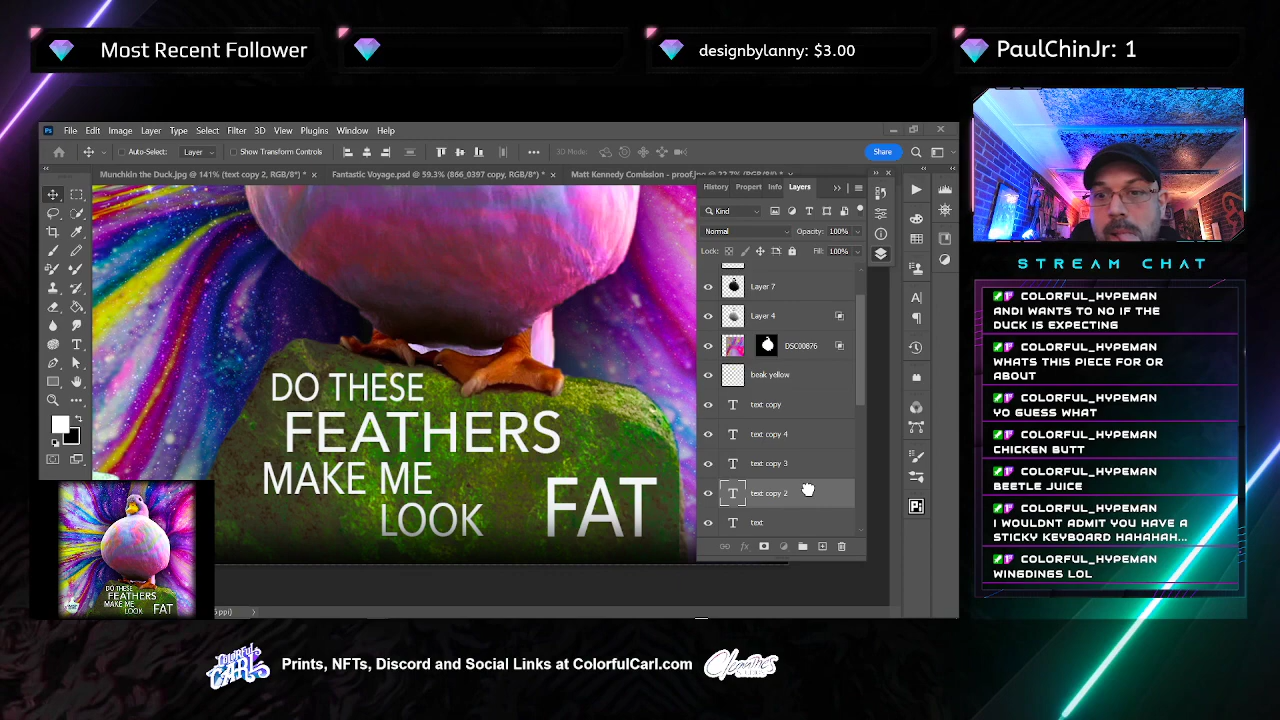 Most Recent Follower
designbylanny: $3.00
PaulChinJr: 1
Ps File Edit Image Layer Type Select Filter 3D View Plugins Window Help
Auto-Select: Layer Show Transform Controls 3D Mode: Share
Munchkin the Duck.jpg @ 141% (text copy 2, RGB/8*) * × Fantastic Voyage.psd @ 59.3% (866_0397 copy, RGB/8*) * ×
History Propert Info Layers
Kind
Normal Opacity: 100%
Lock: Fill: 100%
Layer 7
Layer 4
DSC00876
beak yellow
text copy
text copy 4
text copy 3
text copy 2
text
DO THESE
FEATHERS
MAKE ME
LOOK FAT
DO THESE
FEATHERS
MAKE ME
LOOK FAT
ppi)
STREAM CHAT
COLORFUL_HYPEMAN
ANDI WANTS TO NO IF THE
DUCK IS EXPECTING
COLORFUL_HYPEMAN
WHATS THIS PIECE FOR OR
ABOUT
COLORFUL_HYPEMAN
YO GUESS WHAT
COLORFUL_HYPEMAN
CHICKEN BUTT
COLORFUL_HYPEMAN
BEETLE JUICE
COLORFUL_HYPEMAN
I WOULDNT ADMIT YOU HAVE A
STICKY KEYBOARD HAHAHAH...
COLORFUL_HYPEMAN
WINGDINGS LOL
COLORFUL CARL
Prints, NFTs, Discord and Social Links at ColorfulCarl.com